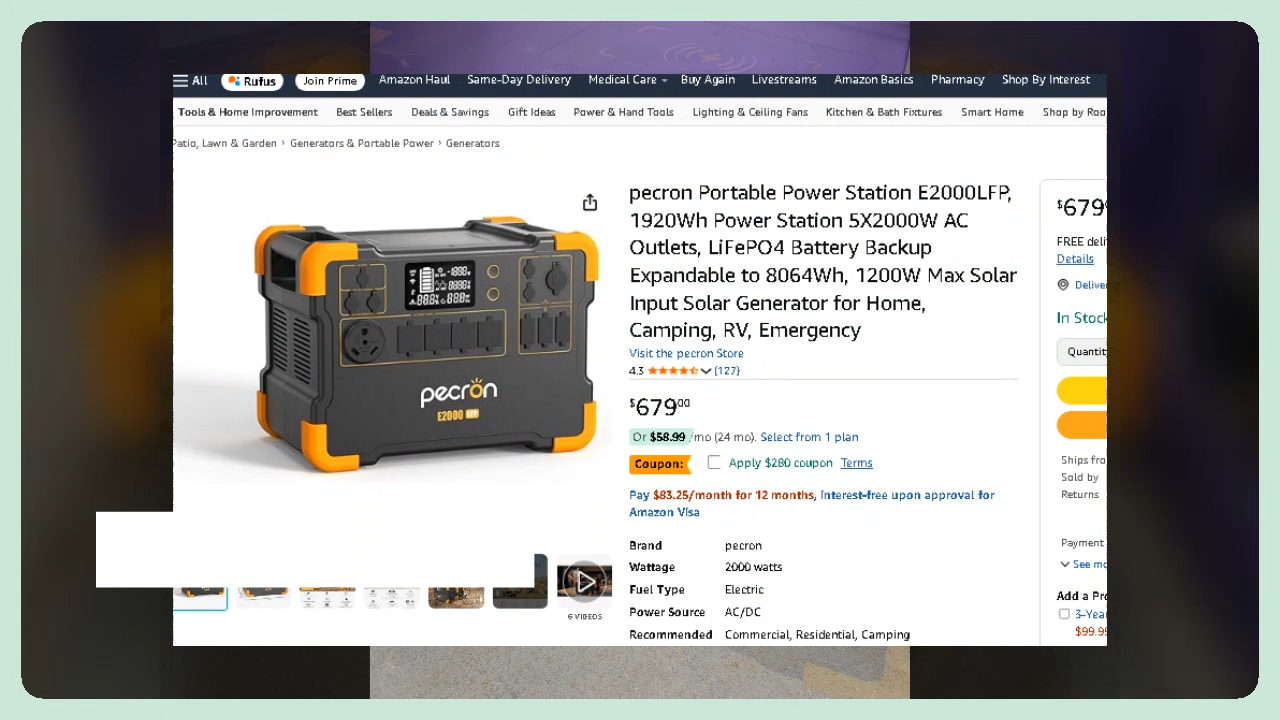 All Rufus Join Prime Amazon Haul Same-Day Delivery Medical Care Buy Again Livestreams Amazon Basics Pharmacy Shop By Interest
Tools & Home Improvement Best Sellers Deals & Savings Gift Ideas Power & Hand Tools Lighting & Ceiling Fans Kitchen & Bath Fixtures Smart Home Shop by Roo
Patio, Lawn & Garden › Generators & Portable Power › Generators
pecron
E2000 LFP
pecron Portable Power Station E2000LFP,
1920Wh Power Station 5X2000W AC
Outlets, LiFePO4 Battery Backup
Expandable to 8064Wh, 1200W Max Solar
Input Solar Generator for Home,
Camping, RV, Emergency
Visit the pecron Store
4.3 (127)
$679.00
Or $58.99 /mo (24 mo). Select from 1 plan
Coupon: Apply $280 coupon Terms
Pay $83.25/month for 12 months, interest-free upon approval for
Amazon Visa
Brand pecron
Wattage 2000 watts
Fuel Type Electric
Power Source AC/DC
Recommended Commercial, Residential, Camping
6 VIDEOS
$679
FREE deli
Details
Delive
In Stock
Quantit
Ships fro
Sold by
Returns
Payment
See mo
Add a Pro
3-Year
$99.99